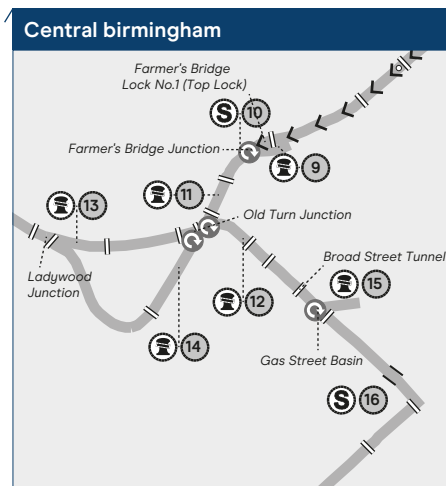 Central birmingham
Farmer's Bridge
Lock No.1 (Top Lock)
S 10
Farmer's Bridge Junction
9
11
13
Old Turn Junction
Ladywood
Junction
Broad Street Tunnel
15
12
14
Gas Street Basin
S 16